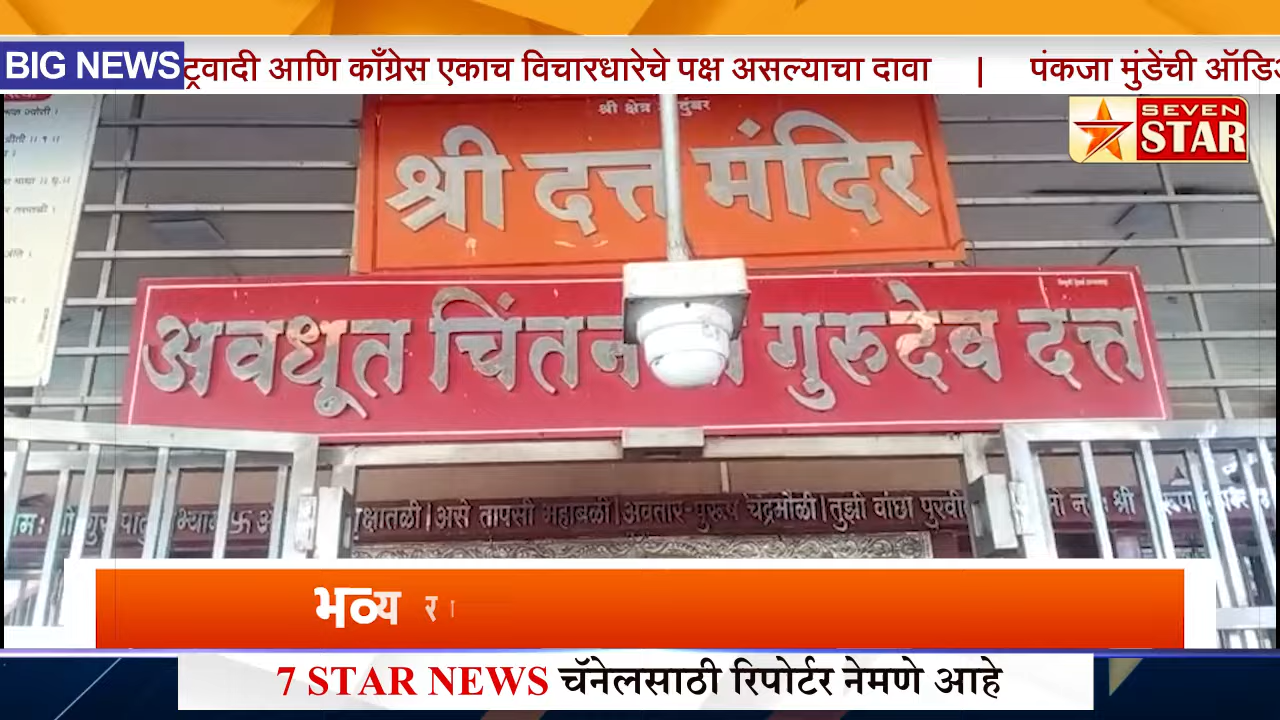 BIG NEWS
ट्रवादी आणि काँग्रेस एकाच विचारधारेचे पक्ष असल्याचा दावा | पंकजा मुंडेंची
SEVEN
STAR
श्री क्षेत्र
श्री दत्त मंदिर
अवधूत चिंतन गुरुदेव दत्त
असे तापसी महाबळी। अवतार पुरुष चंद्रमौळी। तुझी वांछा पुरवी
भव्य
7 STAR NEWS चॅनेलसाठी रिपोर्टर नेमणे आहे